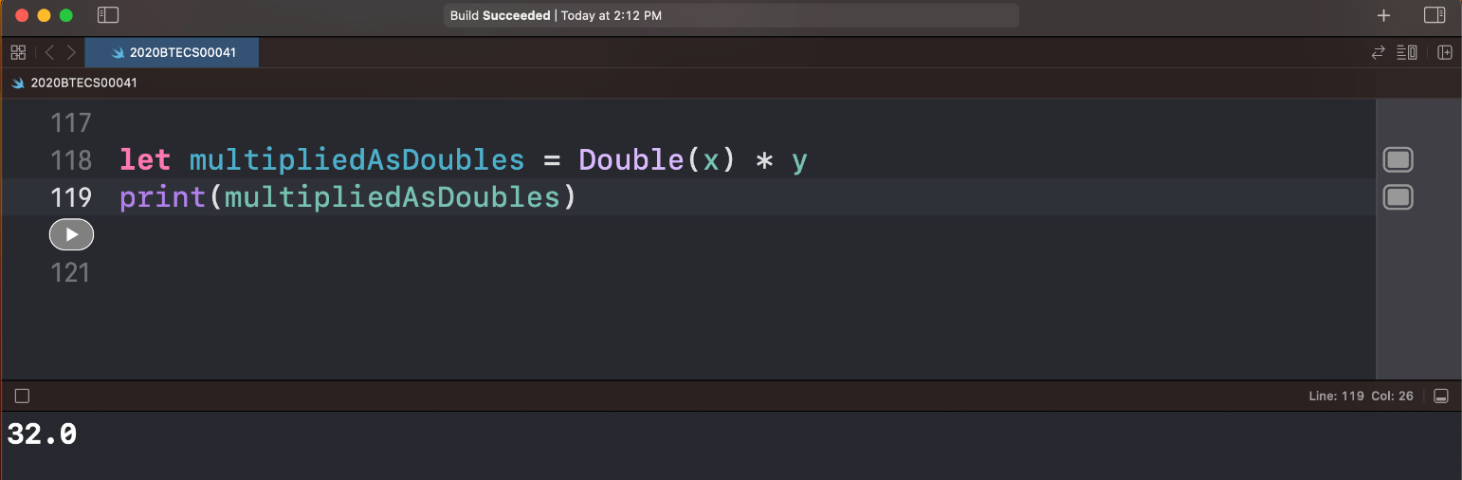 Build Succeeded | Today at 2:12 PM
2020BTECS00041
2020BTECS00041
117
118 let multipliedAsDoubles = Double(x) * y
119 print(multipliedAsDoubles)
121
Line: 119 Col: 26
32.0